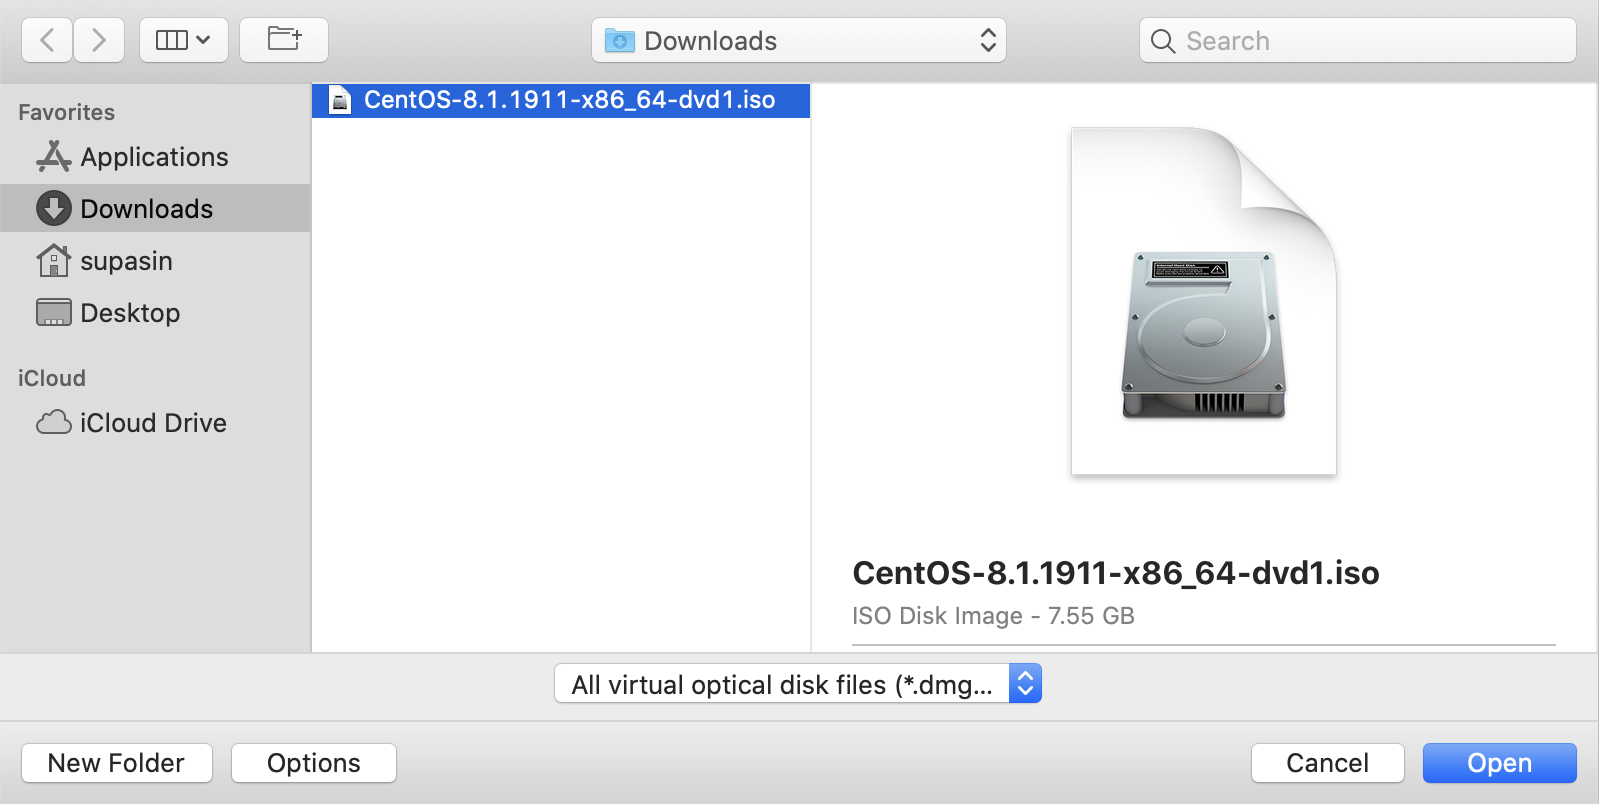 Downloads
Search
Favorites
Applications
Downloads
supasin
Desktop
iCloud
iCloud Drive
CentOS-8.1.1911-x86_64-dvd1.iso
CentOS-8.1.1911-x86_64-dvd1.iso
ISO Disk Image - 7.55 GB
All virtual optical disk files (*.dmg...
New Folder
Options
Cancel
Open